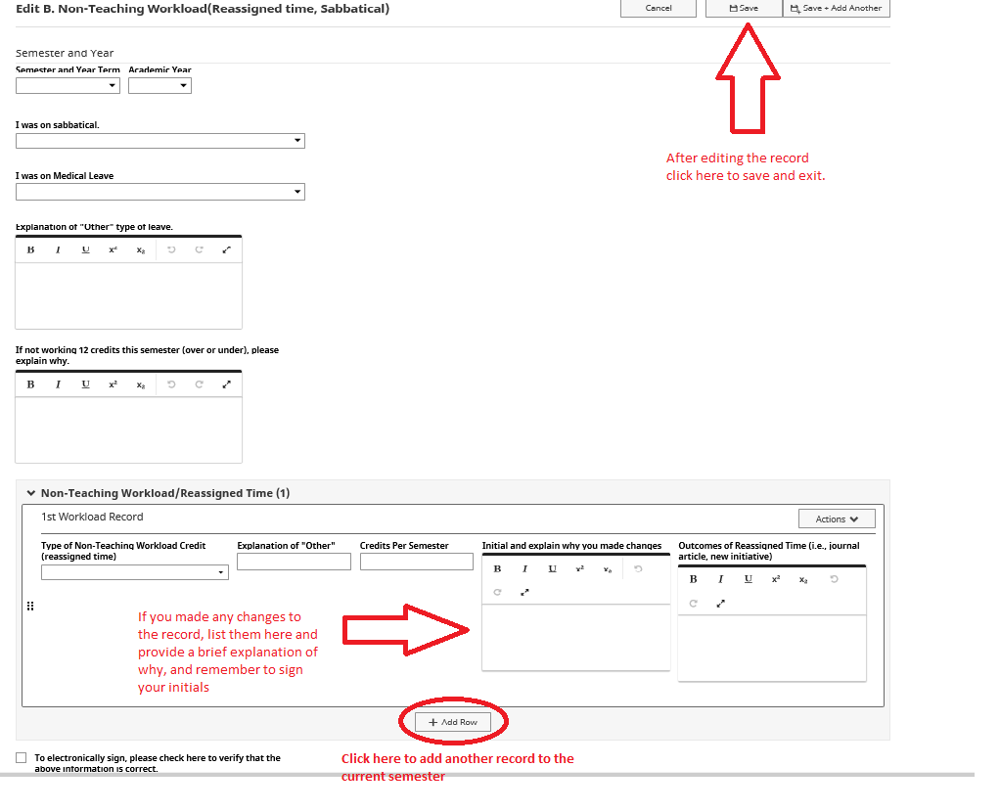 Edit B. Non-Teaching Workload(Reassigned time, Sabbatical)
Cancel
Save
Save + Add Another
Semester and Year
Semester and Year Term
Academic Year
I was on sabbatical.
After editing the record
click here to save and exit.
I was on Medical Leave
Explanation of "Other" type of leave.
B I U x² x₂
If not working 12 credits this semester (over or under), please
explain why.
B I U x² x₂
Non-Teaching Workload/Reassigned Time (1)
1st Workload Record
Actions
Type of Non-Teaching Workload Credit
(reassigned time)
Explanation of "Other"
Credits Per Semester
Initial and explain why you made changes
B I U x² x₂
Outcomes of Reassigned Time (i.e., journal
article, new initiative)
B I U x² x₂
If you made any changes to
the record, list them here and
provide a brief explanation of
why, and remember to sign
your initials
+ Add Row
To electronically sign, please check here to verify that the
above information is correct.
Click here to add another record to the
current semester